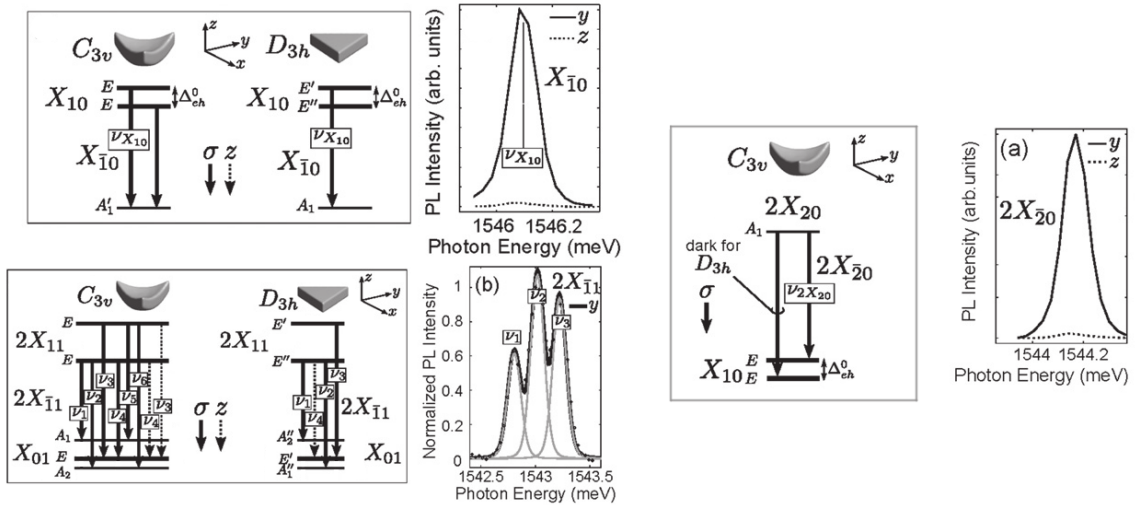 C3v
D3h
z
y
x
E
E
X10
Δ⁰eh
νX10
X1̄0
A'1
σ z
E'
E''
X10
Δ⁰eh
νX10
X1̄0
A1
PL Intensity (arb. units)
y
z
X1̄0
νX10
1546 1546.2
Photon Energy (meV)
C3v
D3h
z
y
x
E
2X11
E
ν1
ν2
ν3
ν4
ν5
ν6
ν4
ν3
2X1̄1
A1
X01
E
A2
σ z
E'
2X11
E''
ν1
ν4
ν2
ν3
2X1̄1
A''2
E'
A''1
X01
(b)
2X1̄1
y
ν1
ν2
ν3
Normalized PL Intensity
1
0.8
0.6
0.4
0.2
0
1542.5 1543 1543.5
Photon Energy (meV)
C3v
z
y
x
2X20
A1
dark for
D3h
σ
2X2̄0
ν2X20
X10
E
E
Δ⁰eh
(a)
y
z
2X2̄0
PL Intensity (arb.units)
1544 1544.2
Photon Energy (meV)